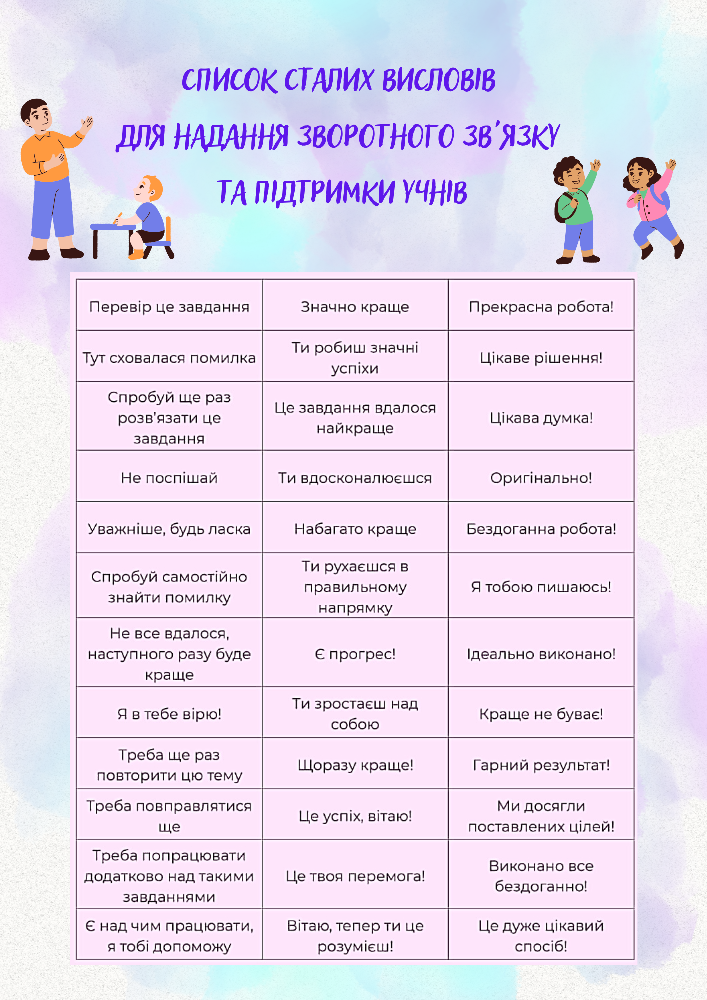 СПИСОК СТАЛИХ ВИСЛОВІВ
ДЛЯ НАДАННЯ ЗВОРОТНОГО ЗВ'ЯЗКУ
ТА ПІДТРИМКИ УЧНІВ
Перевір це завдання
Значно краще
Прекрасна робота!
Тут сховалася помилка
Ти робиш значні
успіхи
Цікаве рішення!
Спробуй ще раз
розв'язати це
завдання
Це завдання вдалося
найкраще
Цікава думка!
Не поспішай
Ти вдосконалюєшся
Оригінально!
Уважніше, будь ласка
Набагато краще
Бездоганна робота!
Спробуй самостійно
знайти помилку
Ти рухаєшся в
правильному
напрямку
Я тобою пишаюсь!
Не все вдалося,
наступного разу буде
краще
Є прогрес!
Ідеально виконано!
Я в тебе вірю!
Ти зростаєш над
собою
Краще не буває!
Треба ще раз
повторити цю тему
Щоразу краще!
Гарний результат!
Треба повправлятися
ще
Це успіх, вітаю!
Ми досягли
поставлених цілей!
Треба попрацювати
додатково над такими
завданнями
Це твоя перемога!
Виконано все
бездоганно!
Є над чим працювати,
я тобі допоможу
Вітаю, тепер ти це
розумієш!
Це дуже цікавий
спосіб!